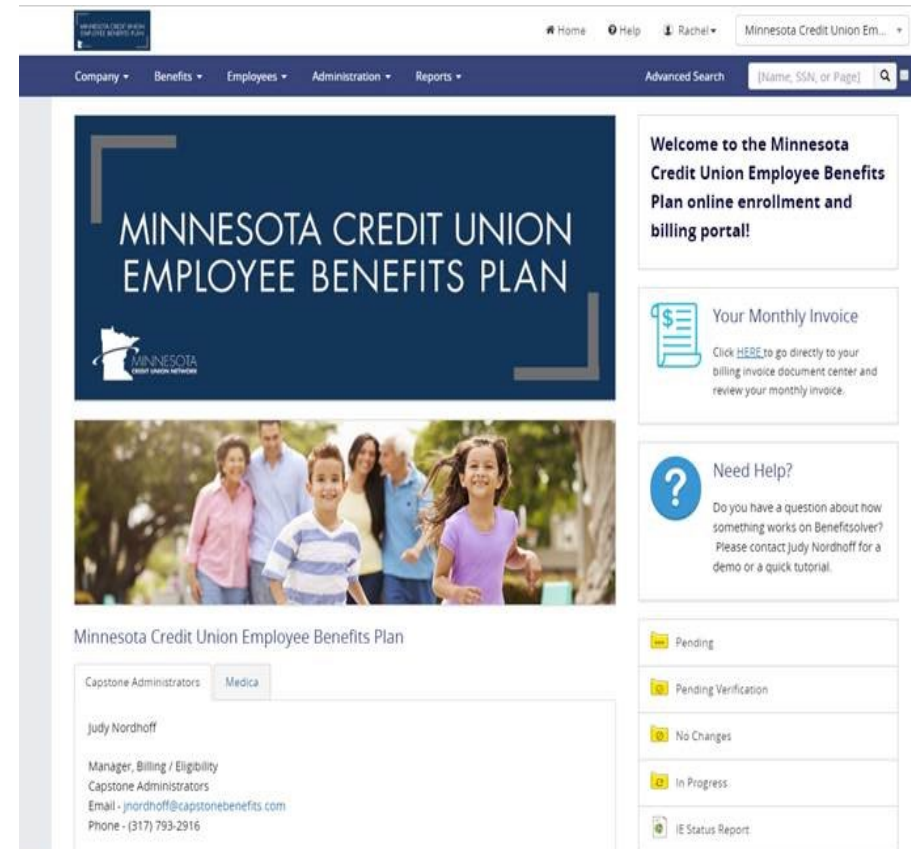 MINNESOTA CREDIT UNION
EMPLOYEE BENEFITS PLAN
Home Help Rachel Minnesota Credit Union Em...
Company Benefits Employees Administration Reports Advanced Search [Name, SSN, or Page]
MINNESOTA CREDIT UNION
EMPLOYEE BENEFITS PLAN
MINNESOTA
CREDIT UNION NETWORK
Welcome to the Minnesota
Credit Union Employee Benefits
Plan online enrollment and
billing portal!
Your Monthly Invoice
Click HERE to go directly to your
billing invoice document center and
review your monthly invoice.
Need Help?
Do you have a question about how
something works on Benefitsolver?
Please contact Judy Nordhoff for a
demo or a quick tutorial.
Minnesota Credit Union Employee Benefits Plan
Capstone Administrators Medica
Judy Nordhoff
Manager, Billing / Eligibility
Capstone Administrators
Email - jnordhoff@capstonebenefits.com
Phone - (317) 793-2916
Pending
Pending Verification
No Changes
In Progress
IE Status Report